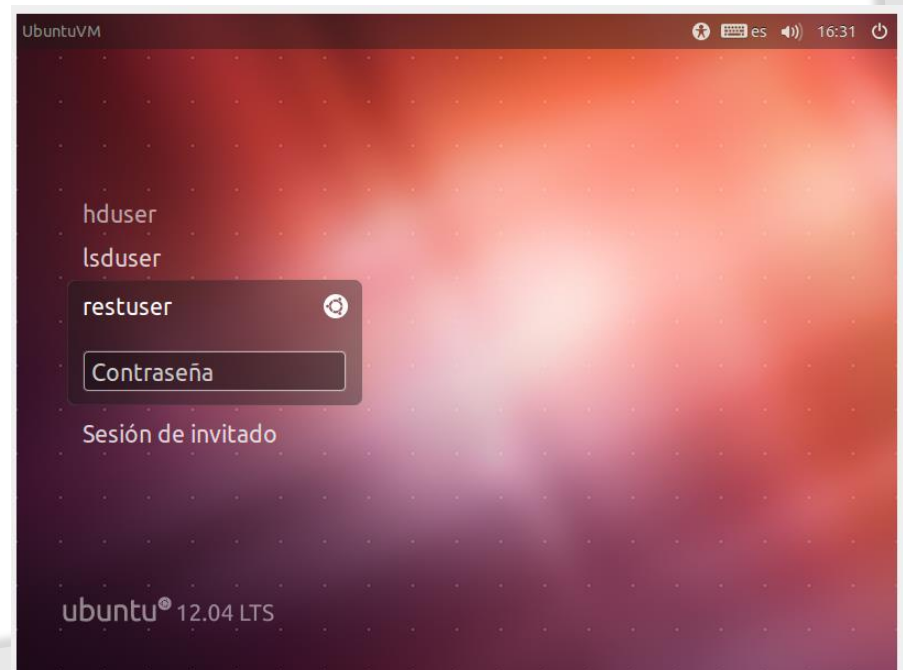 UbuntuVM es 16:31
hduser
lsduser
restuser
Contraseña
Sesión de invitado
ubuntu 12.04 LTS